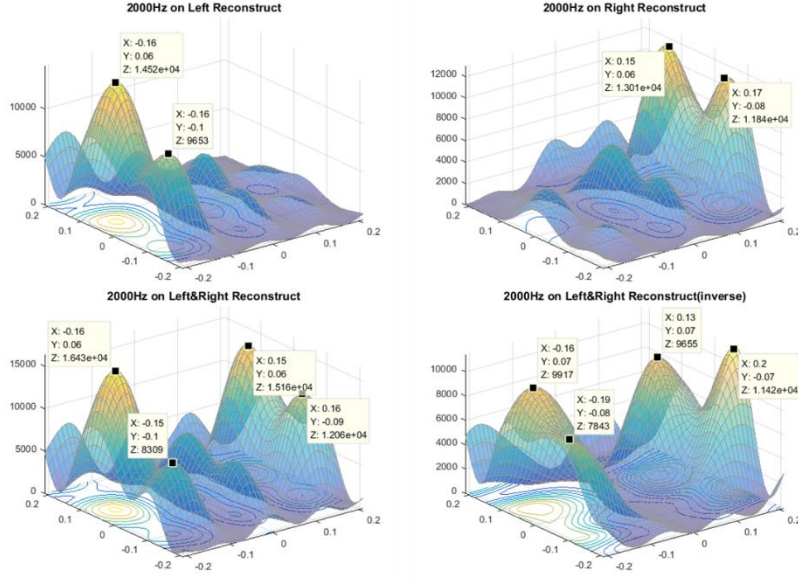 2000Hz on Left Reconstruct
X: -0.16
Y: 0.06
Z: 1.452e+04
X: -0.16
Y: -0.1
Z: 9653
10000
5000
0
0.2
0.1
0
-0.1
-0.2
-0.2
-0.1
0
0.1
0.2
2000Hz on Right Reconstruct
X: 0.15
Y: 0.06
Z: 1.301e+04
X: 0.17
Y: -0.08
Z: 1.184e+04
12000
10000
8000
6000
4000
2000
0
0.2
0.1
0
-0.1
-0.2
-0.2
-0.1
0
0.1
0.2
2000Hz on Left&Right Reconstruct
X: -0.16
Y: 0.06
Z: 1.643e+04
X: 0.15
Y: 0.06
Z: 1.516e+04
X: 0.16
Y: -0.09
Z: 1.206e+04
X: -0.15
Y: -0.1
Z: 8309
15000
10000
5000
0
0.2
0.1
0
-0.1
-0.2
-0.2
-0.1
0
0.1
0.2
2000Hz on Left&Right Reconstruct(inverse)
X: -0.16
Y: 0.07
Z: 9917
X: 0.13
Y: 0.07
Z: 9655
X: 0.2
Y: -0.07
Z: 1.142e+04
X: -0.19
Y: -0.08
Z: 7843
10000
8000
6000
4000
2000
0
0.2
0.1
0
-0.1
-0.2
-0.2
-0.1
0
0.1
0.2